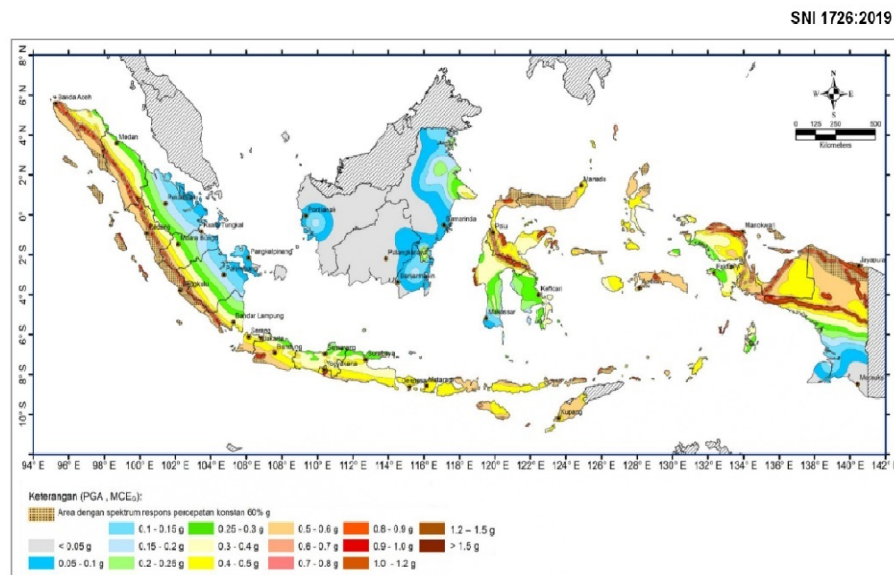 SNI 1726:2019
8° U
6° U
4° U
2° U
0°
2° S
4° S
6° S
8° S
10° S
N
W E
S
0 125 250 500
Kilometers
Banda Aceh
Medan
Manado
Pontianak
Samarinda
Palu
Manokwari
Padang
Kuala Tungkal
Pangkalpinang
Jayapura
Palembang
Bengkulu
Kendari
Bandar Lampung
Makassar
Serang
Bandung
Semarang
Surabaya
Yogyakarta
Mataram
Merauke
Kupang
94° E 96° E 98° E 100° E 102° E 104° E 106° E 108° E 110° E 112° E 114° E 116° E 118° E 120° E 122° E 124° E 126° E 128° E 130° E 132° E 134° E 136° E 138° E 140° E
Keterangan (PGA , MCE_G):
Area dengan spektrum respons percepatan konstan 60% g
< 0.05 g
0.05 - 0.1 g
0.1 - 0.15 g
0.15 - 0.2 g
0.2 - 0.25 g
0.25 - 0.3 g
0.3 - 0.4 g
0.4 - 0.5 g
0.5 - 0.6 g
0.6 - 0.7 g
0.7 - 0.8 g
0.8 - 0.9 g
0.9 - 1.0 g
1.0 - 1.2 g
1.2 – 1.5 g
> 1.5 g